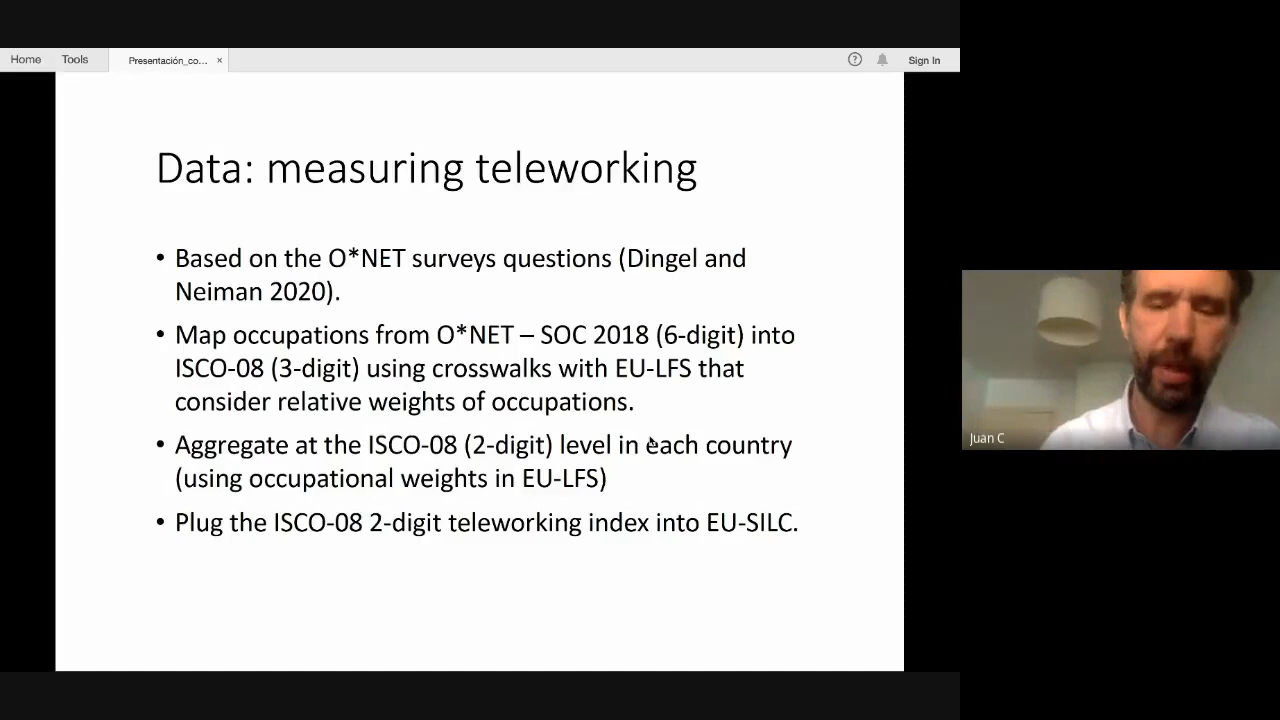 Home Tools Presentación_co... × ? Sign In
Data: measuring teleworking
• Based on the O*NET surveys questions (Dingel and
Neiman 2020).
• Map occupations from O*NET – SOC 2018 (6-digit) into
ISCO-08 (3-digit) using crosswalks with EU-LFS that
consider relative weights of occupations.
• Aggregate at the ISCO-08 (2-digit) level in each country
(using occupational weights in EU-LFS)
• Plug the ISCO-08 2-digit teleworking index into EU-SILC.
Juan C